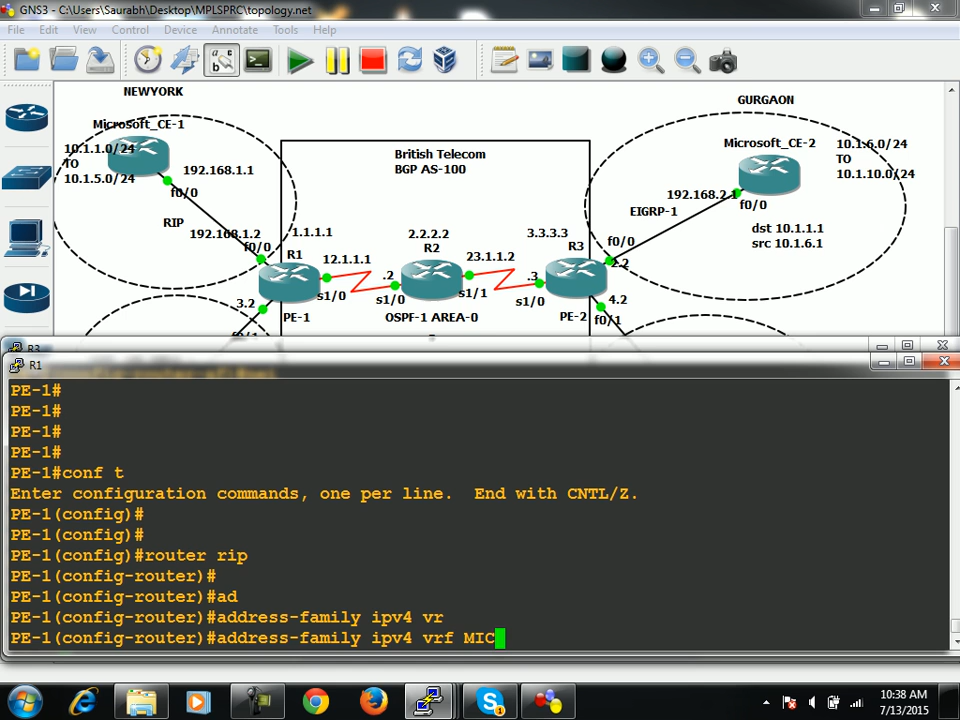 GNS3 - C:\Users\Saurabh\Desktop\MPLSPRC\topology.net
File Edit View Control Device Annotate Tools Help
NEWYORK
GURGAON
Microsoft_CE-1
10.1.1.0/24
TO
10.1.5.0/24
192.168.1.1
f0/0
RIP
192.168.1.2
f0/0
British Telecom
BGP AS-100
Microsoft_CE-2
10.1.6.0/24
TO
10.1.10.0/24
192.168.2.1
f0/0
EIGRP-1
dst 10.1.1.1
src 10.1.6.1
1.1.1.1
R1
12.1.1.1
s1/0
PE-1
3.2
2.2.2.2
R2
.2
s1/0
23.1.1.2
s1/1
OSPF-1 AREA-0
3.3.3.3
R3
.3
s1/0
PE-2
f0/0
2.2
4.2
f0/1
f0/1
R3
R1
PE-1#
PE-1#
PE-1#
PE-1#
PE-1#conf t
Enter configuration commands, one per line. End with CNTL/Z.
PE-1(config)#
PE-1(config)#
PE-1(config)#router rip
PE-1(config-router)#
PE-1(config-router)#ad
PE-1(config-router)#address-family ipv4 vr
PE-1(config-router)#address-family ipv4 vrf MIC
10:38 AM
7/13/2015